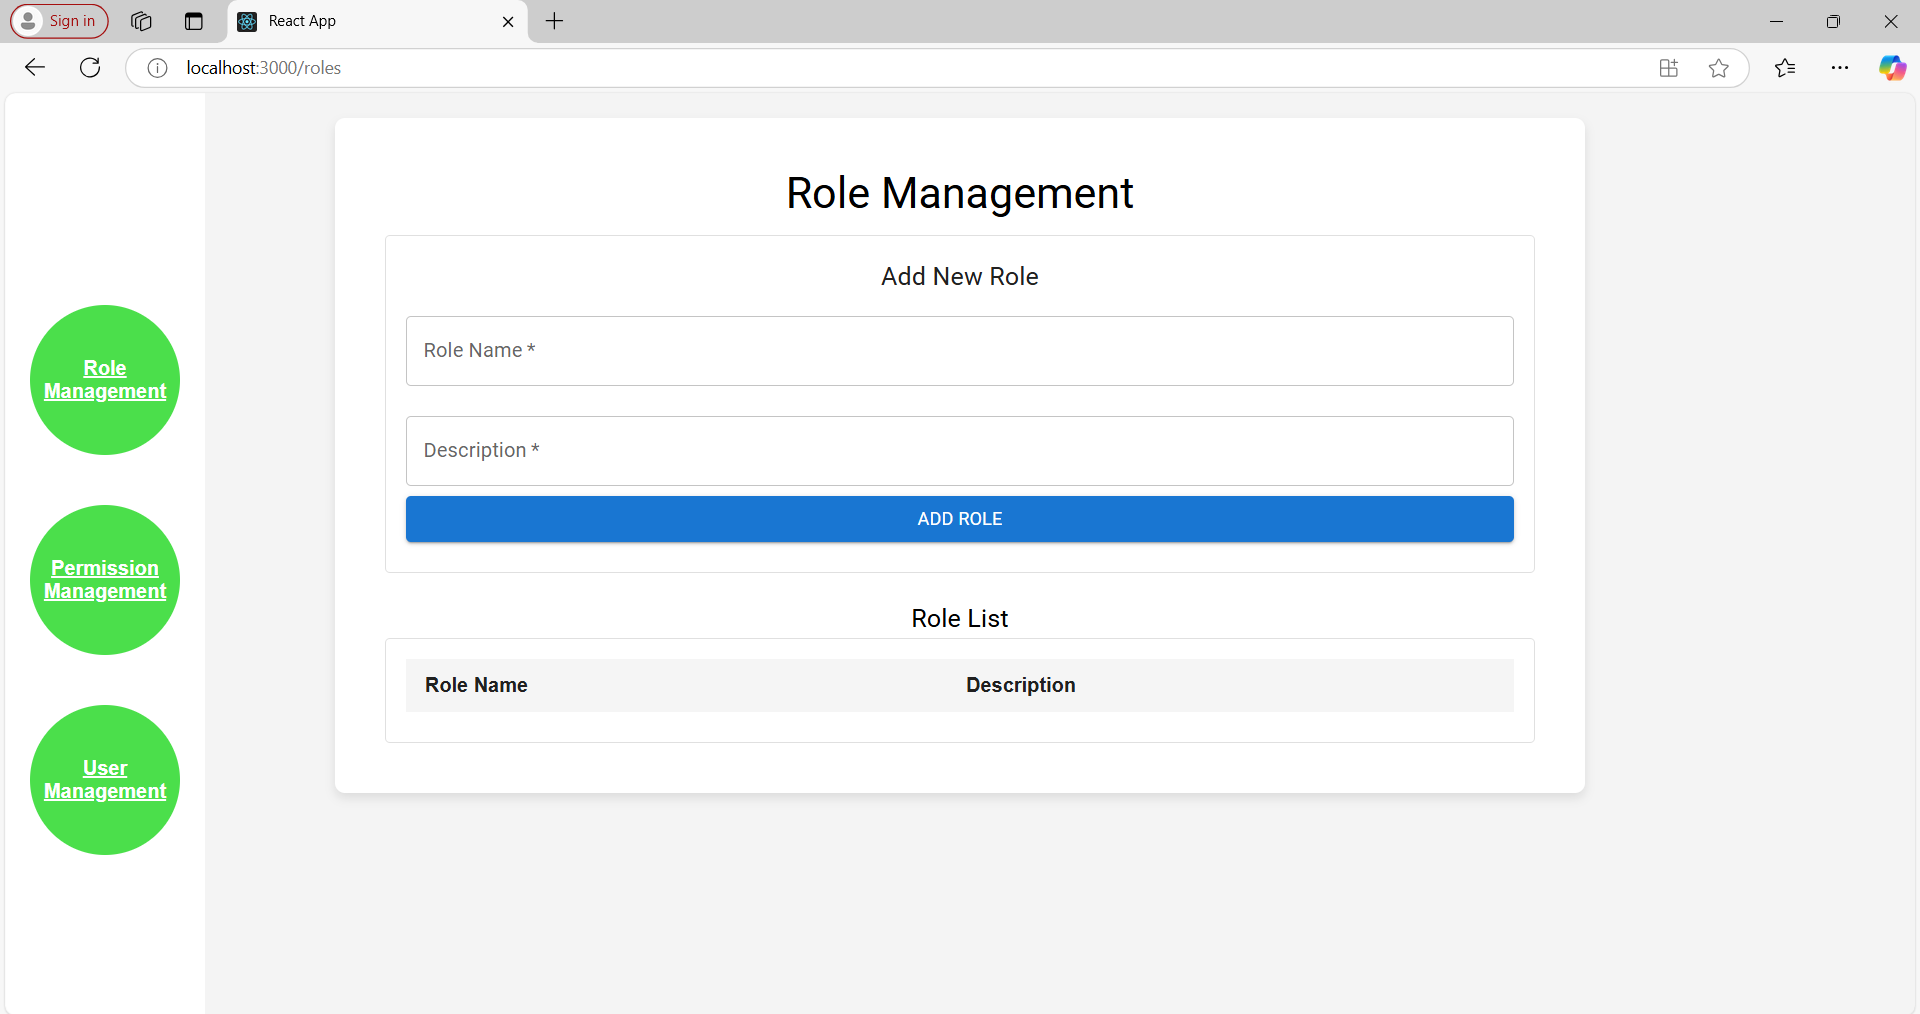 Sign in
React App
localhost:3000/roles
Role
Management
Permission
Management
User
Management
Role Management
Add New Role
Role Name *
Description *
ADD ROLE
Role List
Role Name Description